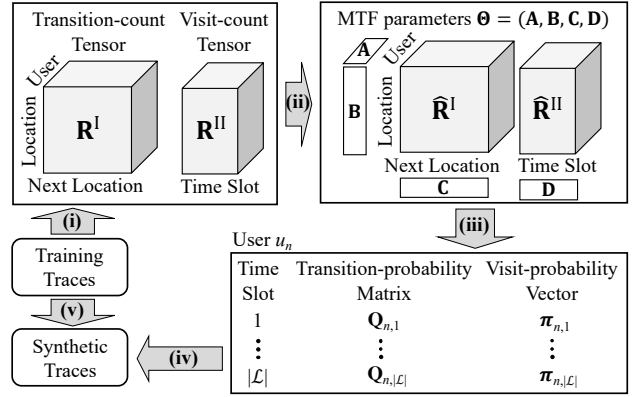 Transition-count Tensor
Visit-count Tensor
User
Location
R^I
R^II
Next Location
Time Slot
(i)
(ii)
MTF parameters Θ = (A, B, C, D)
A
User
B
Location
R̂^I
R̂^II
Next Location
Time Slot
C
D
(iii)
Training
Traces
(v)
Synthetic
Traces
(iv)
User u_n
Time Slot
Transition-probability Matrix
Visit-probability Vector
1 Q_{n,1} π_{n,1}
⋮ ⋮ ⋮
|ℒ| Q_{n,|ℒ|} π_{n,|ℒ|}